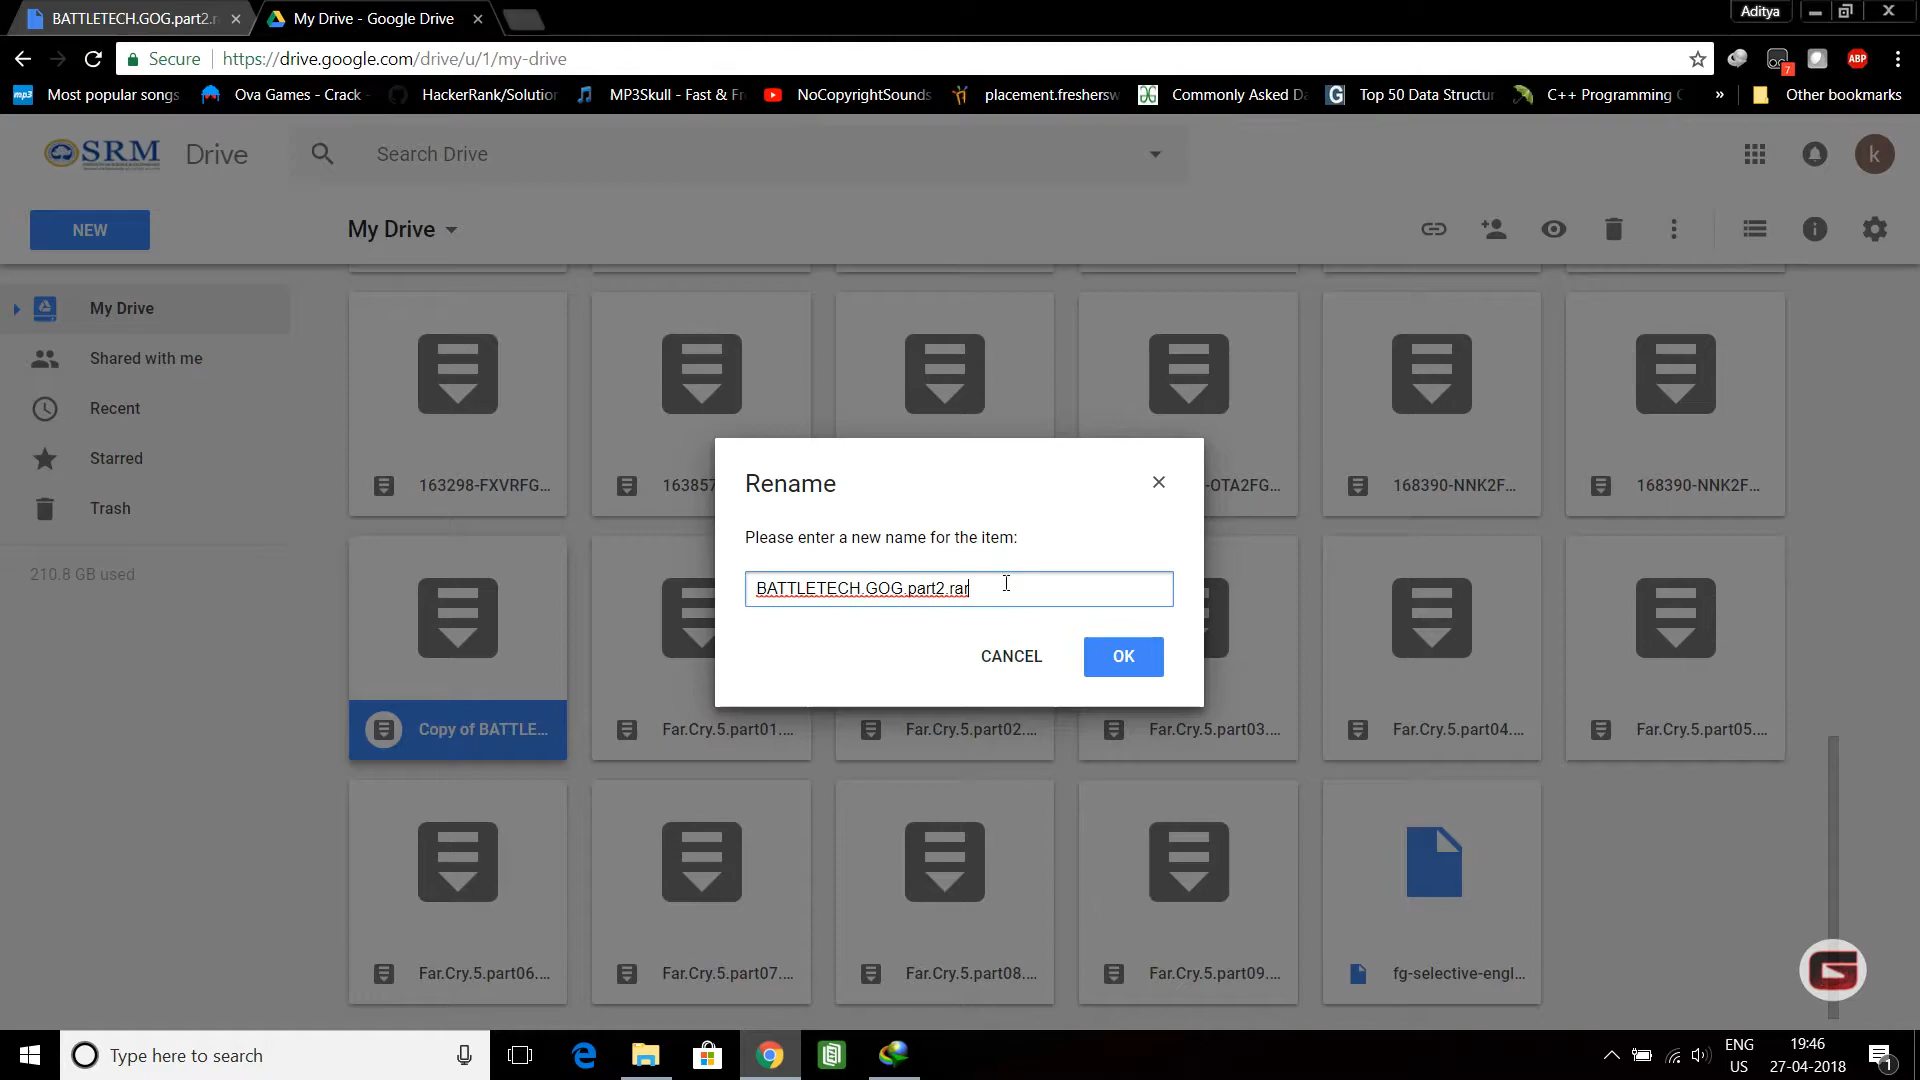 BATTLETECH.GOG.part2.r
My Drive - Google Drive
Aditya
Secure
https://drive.google.com/drive/u/1/my-drive
7
ABP
mp3 Most popular songs
Ova Games - Crack -
HackerRank/Solution
MP3Skull - Fast & Fr
NoCopyrightSounds
placement.freshersw
Commonly Asked Da
G Top 50 Data Structur
C++ Programming
»
Other bookmarks
SRM
Drive
Search Drive
k
NEW
My Drive
My Drive
Shared with me
Recent
Starred
Trash
210.8 GB used
163298-FXVRFG...
163857
-OTA2FG...
168390-NNK2F...
168390-NNK2F...
Rename
Please enter a new name for the item:
BATTLETECH.GOG.part2.rar
CANCEL
OK
Copy of BATTLE...
Far.Cry.5.part01....
Far.Cry.5.part02....
Far.Cry.5.part03....
Far.Cry.5.part04....
Far.Cry.5.part05....
Far.Cry.5.part06....
Far.Cry.5.part07....
Far.Cry.5.part08....
Far.Cry.5.part09....
fg-selective-engl...
G
Type here to search
ENG
US
19:46
27-04-2018
1